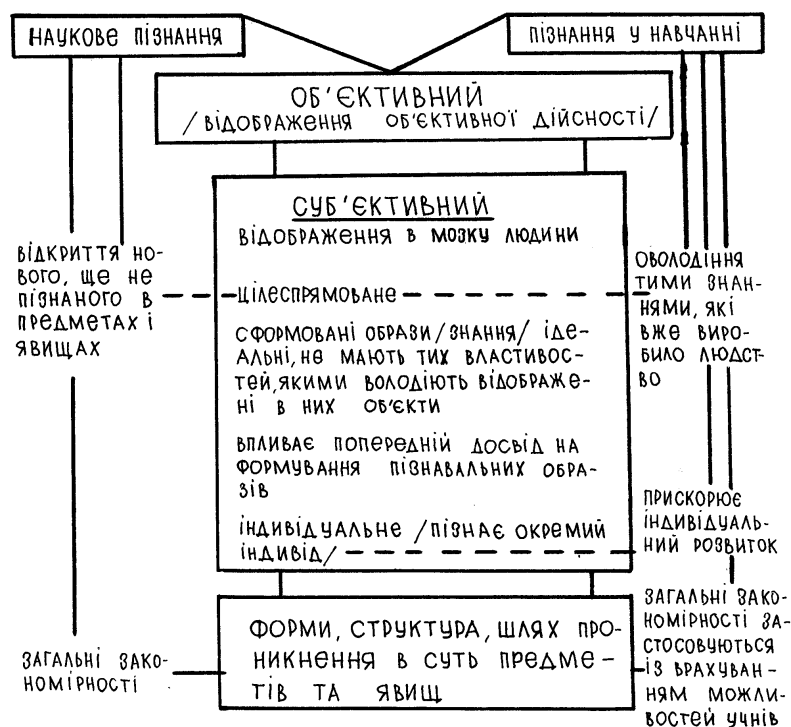 НАУКОВЕ ПІЗНАННЯ
ПІЗНАННЯ У НАВЧАННІ
ОБ'ЄКТИВНИЙ
/ВІДОБРАЖЕННЯ ОБ'ЄКТИВНОЇ ДІЙСНОСТІ/
СУБ'ЄКТИВНИЙ
ВІДОБРАЖЕННЯ В МОЗКУ ЛЮДИНИ
ЦІЛЕСПРЯМОВАНЕ
СФОРМОВАНІ ОБРАЗИ/ЗНАННЯ/ ІДЕ-
АЛЬНІ, НЕ МАЮТЬ ТИХ ВЛАСТИВОС-
ТЕЙ, ЯКИМИ ВОЛОДІЮТЬ ВІДОБРАЖЕ-
НІ В НИХ ОБ'ЄКТИ
ВПЛИВАЄ ПОПЕРЕДНІЙ ДОСВІД НА
ФОРМУВАННЯ ПІЗНАВАЛЬНИХ ОБРА-
ЗІВ
ІНДИВИДУАЛЬНЕ /ПІЗНАЄ ОКРЕМИЙ
ІНДИВІД/
ВІДКРИТТЯ НО-
ВОГО, ЩЕ НЕ
ПІЗНАНОГО В
ПРЕДМЕТАХ І
ЯВИЩАХ
ОВОЛОДІННЯ
ТИМИ ЗНАН-
НЯМИ, ЯКІ
ВЖЕ ВИРО-
БИЛО ЛЮДСТ-
ВО
ПРИСКОРЮЄ
ІНДИВІДУАЛЬ-
НИЙ РОЗВИТОК
ЗАГАЛЬНІ ЗАКО-
НОМІРНОСТІ
ФОРМИ, СТРУКТУРА, ШЛЯХ ПРО-
НИКНЕННЯ В СУТЬ ПРЕДМЕ-
ТІВ ТА ЯВИЩ
ЗАГАЛЬНІ ЗАКО-
НОМІРНОСТІ ЗА-
СТОСОВУЮТЬСЯ
ІЗ ВРАХУВАН-
НЯМ МОЖЛИ-
ВОСТЕЙ УЧНІВ